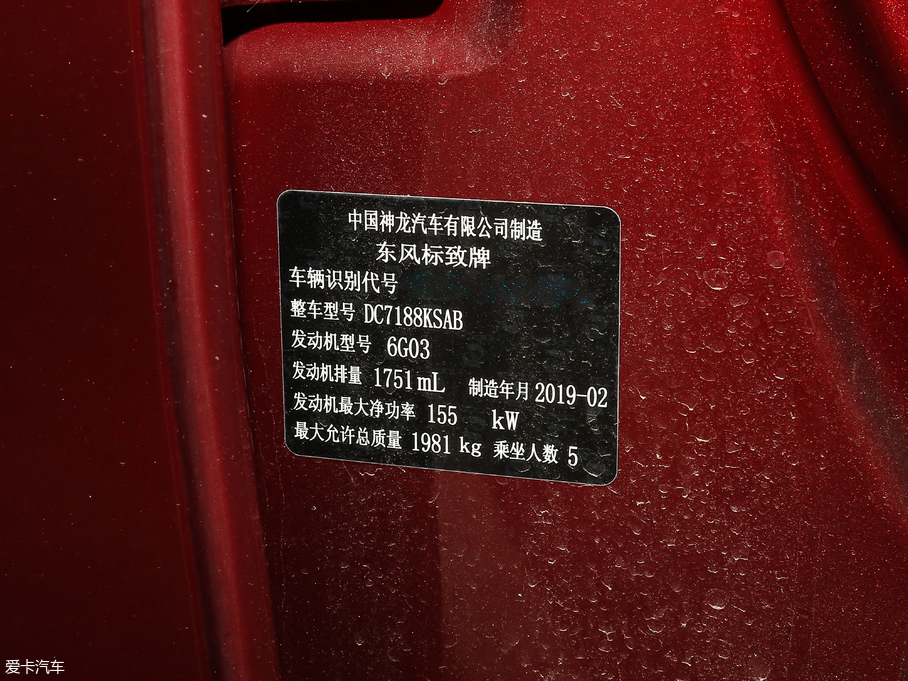 中国神龙汽车有限公司制造
东风标致牌
车辆识别代号
整车型号 DC7188KSAB
发动机型号 6G03
发动机排量 1751mL 制造年月 2019-02
发动机最大净功率 155 kW
最大允许总质量 1981 kg 乘坐人数 5
爱卡汽车